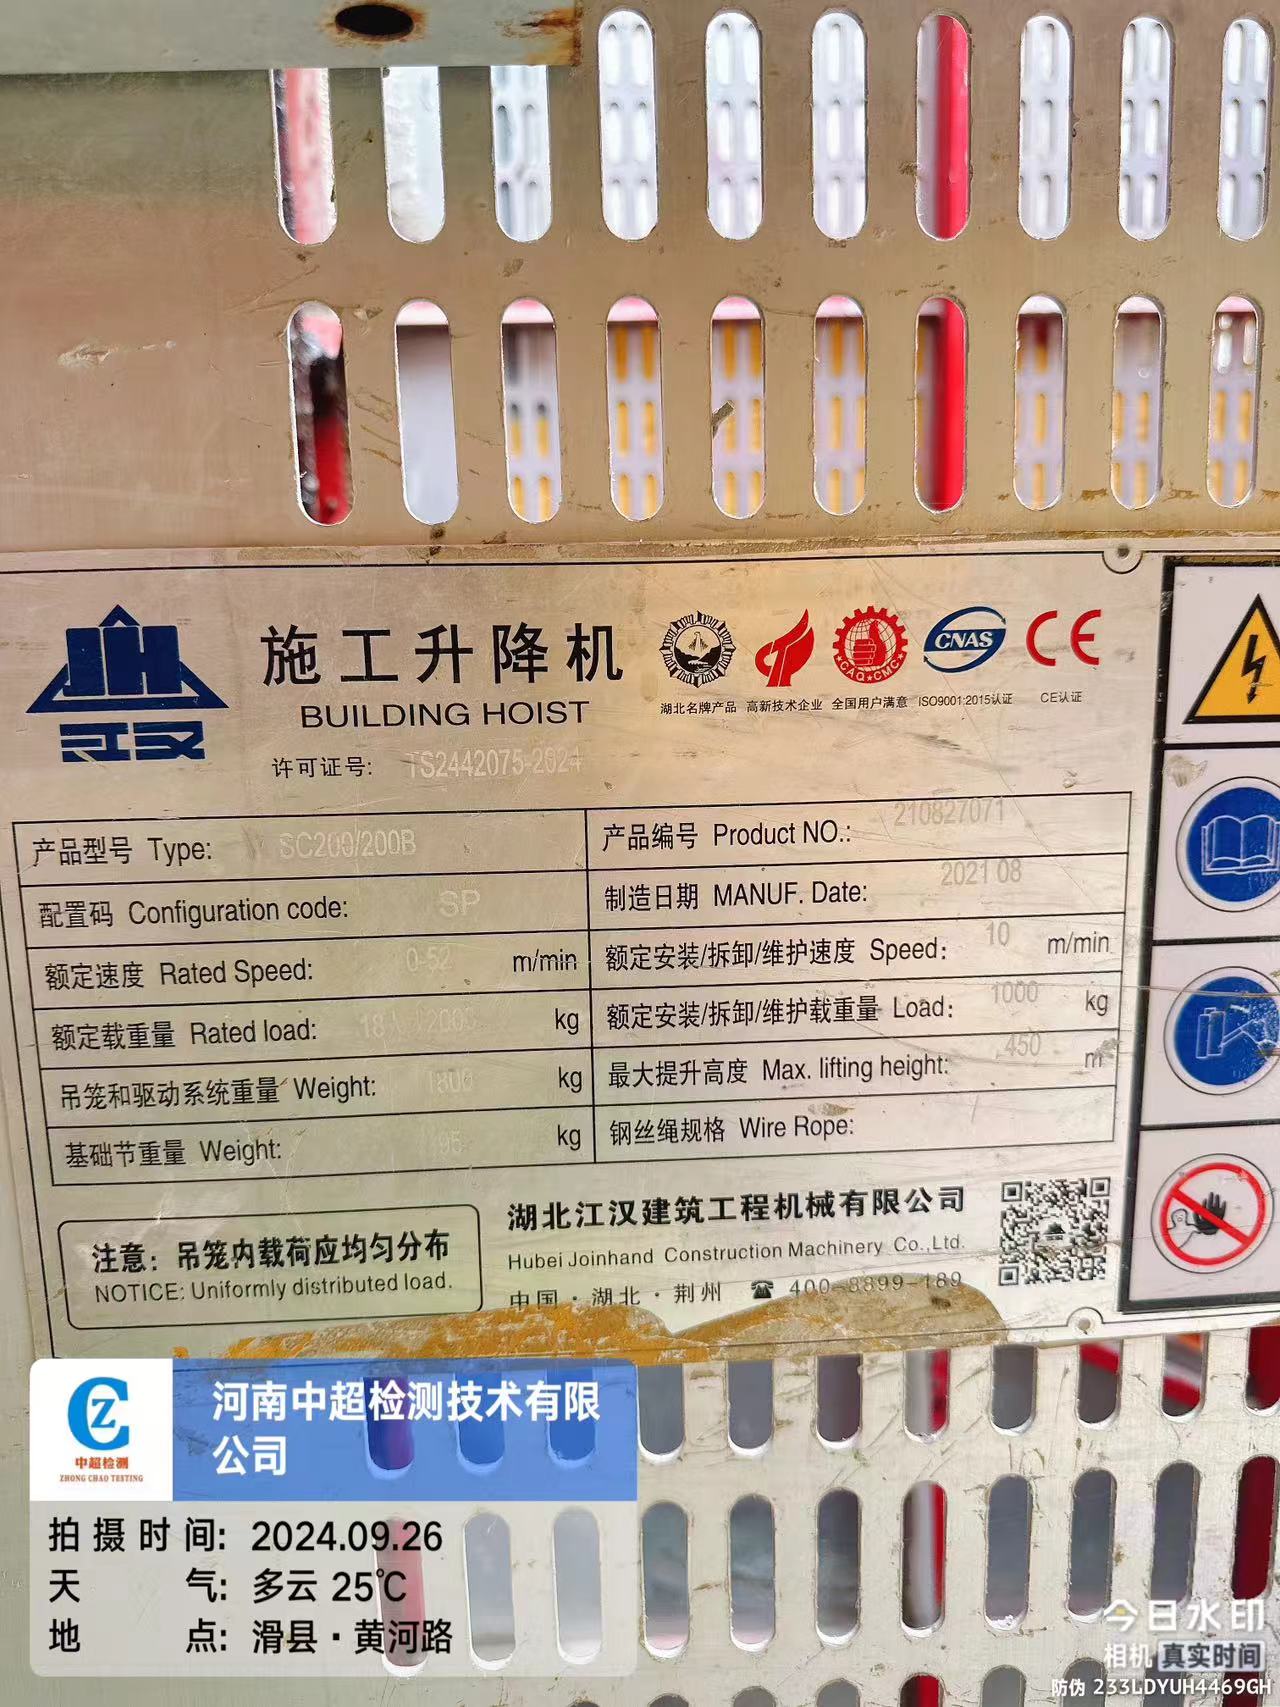 江汉
施工升降机
BUILDING HOIST
湖北名牌产品 高新技术企业 全国用户满意 ISO9001:2015认证 CE认证
CAQ★CMC
CNAS
CE
许可证号: TS2442075-2024
产品型号 Type: SC200/200B
产品编号 Product NO.: 210827071
配置码 Configuration code: SP
制造日期 MANUF. Date: 2021 08
额定速度 Rated Speed: 0-52 m/min
额定安装/拆卸/维护速度 Speed: 10 m/min
额定载重量 Rated load: kg
额定安装/拆卸/维护载重量 Load: 1000 kg
吊笼和驱动系统重量 Weight: 1800 kg
最大提升高度 Max. lifting height: 450 m
基础节重量 Weight: kg
钢丝绳规格 Wire Rope:
注意: 吊笼内载荷应均匀分布
NOTICE: Uniformly distributed load.
湖北江汉建筑工程机械有限公司
Hubei Joinhand Construction Machinery Co.,Ltd.
中国·湖北·荆州 ☎ 400-8899-189
CZ
中超检测
ZHONG CHAO TESTING
河南中超检测技术有限
公司
拍摄时间: 2024.09.26
天气: 多云 25℃
地点: 滑县·黄河路
今日水印
相机 真实时间
防伪 233LDYUH4469GH